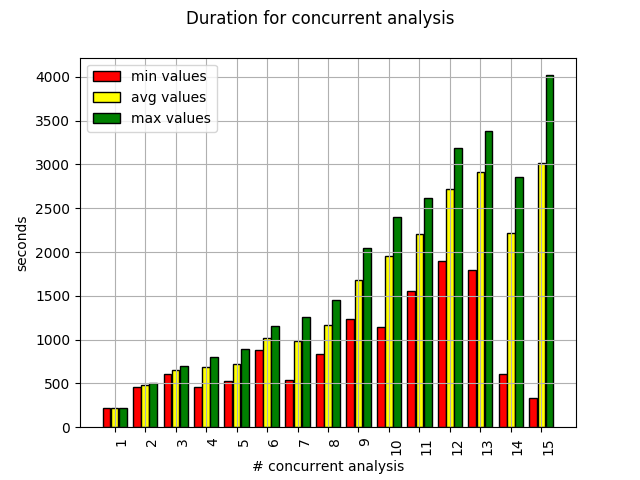 Duration for concurrent analysis
min values
avg values
max values
4000
3500
3000
2500
2000
1500
1000
500
0
seconds
1 2 3 4 5 6 7 8 9 10 11 12 13 14 15
# concurrent analysis